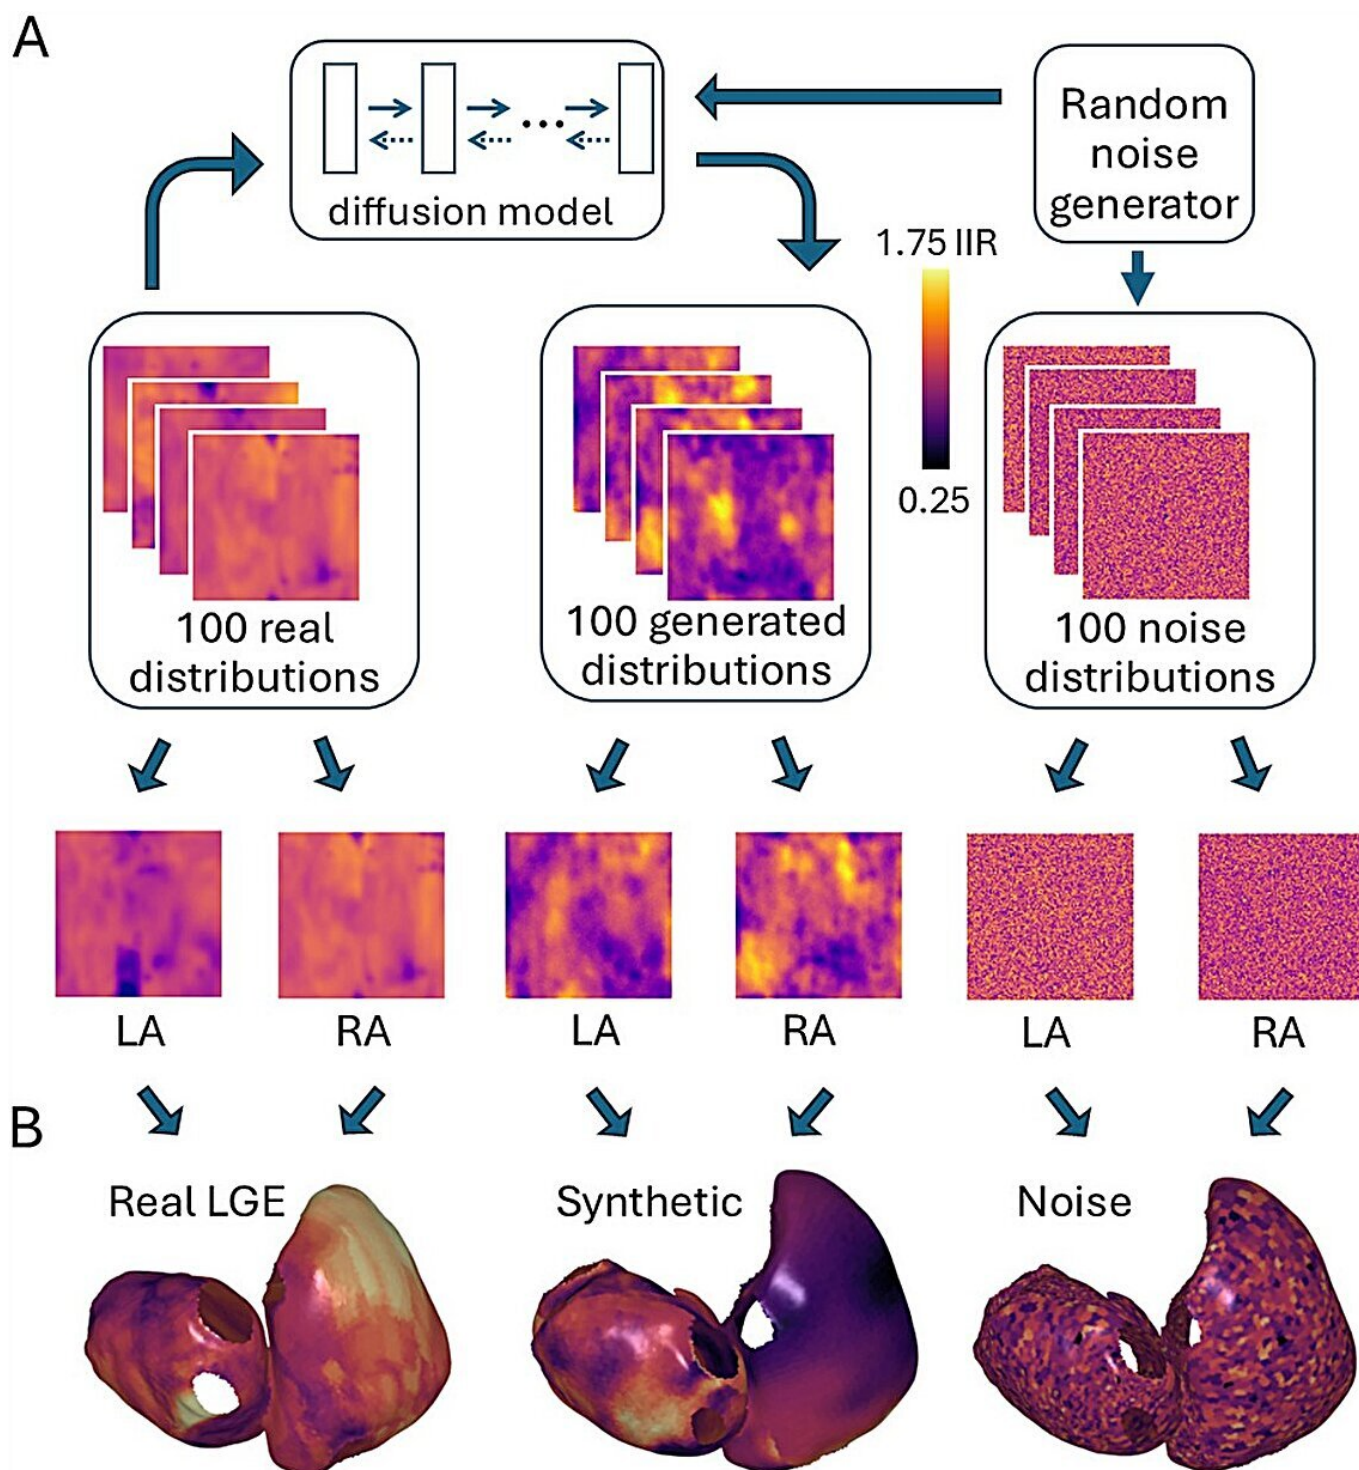 A
Random
noise
generator
diffusion model
1.75 IIR
0.25
100 real
distributions
100 generated
distributions
100 noise
distributions
LA
RA
LA
RA
LA
RA
B
Real LGE
Synthetic
Noise